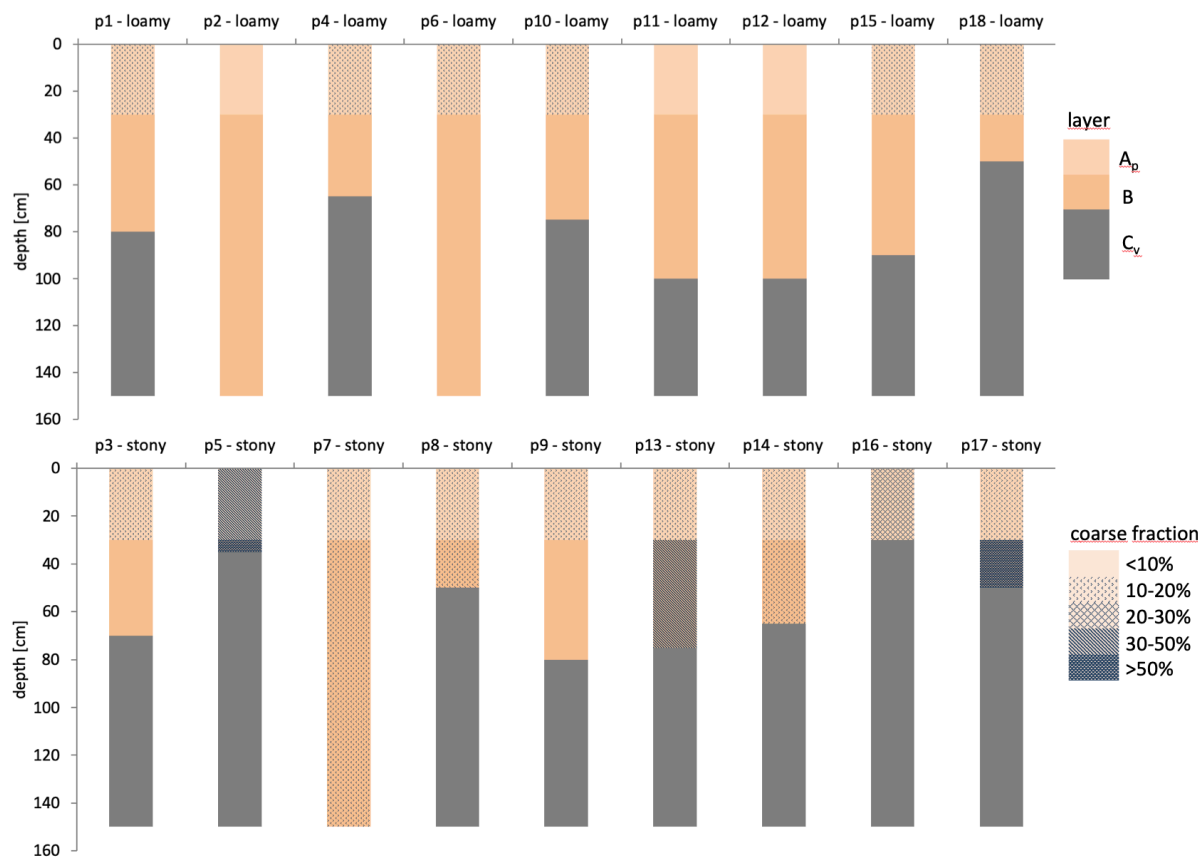 p1 - loamy p2 - loamy p4 - loamy p6 - loamy p10 - loamy p11 - loamy p12 - loamy p15 - loamy p18 - loamy
0
20
40
60
80
100
120
140
160
depth [cm]
layer
Ap
B
Cv
p3 - stony p5 - stony p7 - stony p8 - stony p9 - stony p13 - stony p14 - stony p16 - stony p17 - stony
0
20
40
60
80
100
120
140
160
depth [cm]
coarse fraction
<10%
10-20%
20-30%
30-50%
>50%